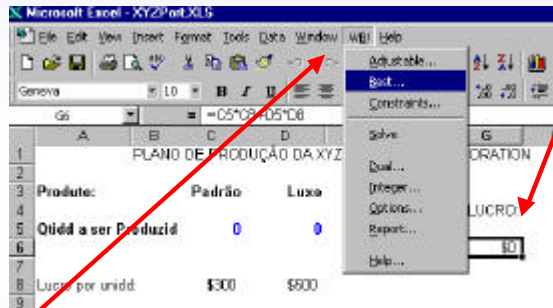 Microsoft Excel - XYZPort.XLS
File Edit View Insert Format Tools Data Window WB! Help
Geneva 10 B I U
G6 = =C5*C8+D5*D8
Adjustable...
Best...
Constraints...
Solve
Dual...
Integer...
Options...
Report...
Help...
A B C D G
1 PLANO DE PRODUÇÃO DA XYZ ORATION
2
3 Produto: Padrão Luxo
4 LUCRO:
5 Qtidd a ser Produzid 0 0
6 $0
7
8 Lucro por unidd: $300 $500
9